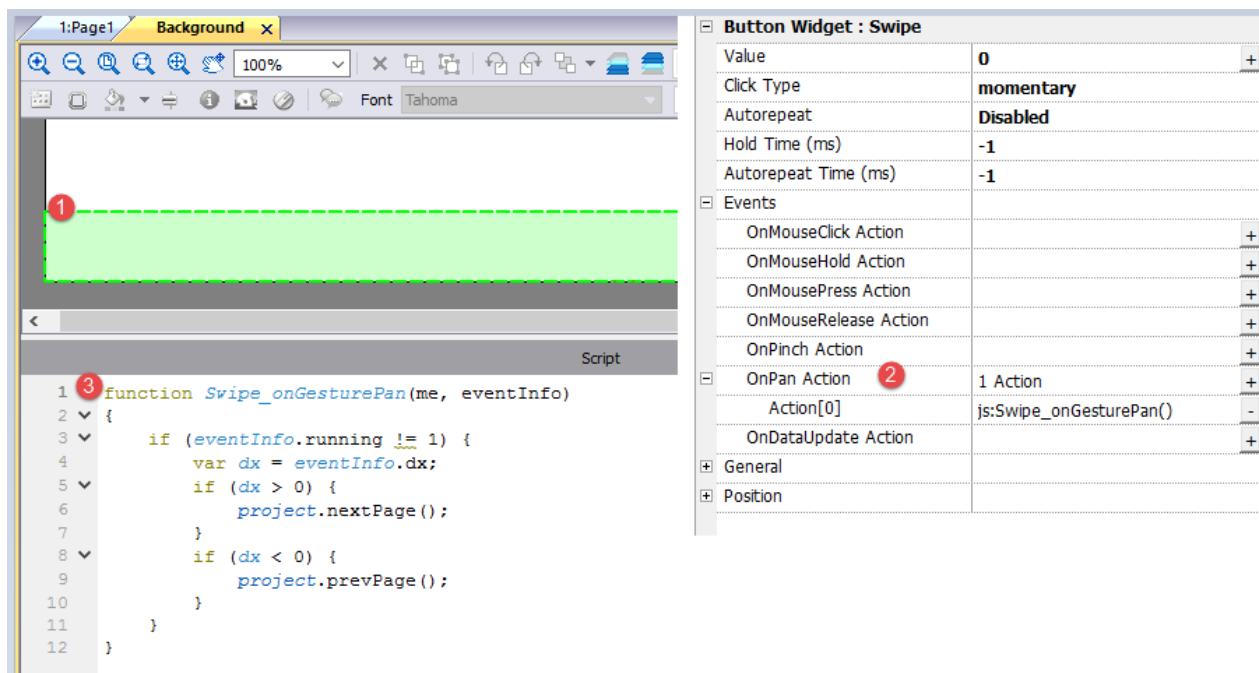 1:Page1 Background x
100%
Font Tahoma
1
Script
1 3 function Swipe_onGesturePan(me, eventInfo)
2 {
3 if (eventInfo.running != 1) {
4 var dx = eventInfo.dx;
5 if (dx > 0) {
6 project.nextPage();
7 }
8 if (dx < 0) {
9 project.prevPage();
10 }
11 }
12 }
Button Widget : Swipe
Value 0 +
Click Type momentary
Autorepeat Disabled
Hold Time (ms) -1
Autorepeat Time (ms) -1
Events
OnMouseClick Action +
OnMouseHold Action +
OnMousePress Action +
OnMouseRelease Action +
OnPinch Action +
OnPan Action 2 1 Action +
Action[0] js:Swipe_onGesturePan() -
OnDataUpdate Action +
General
Position